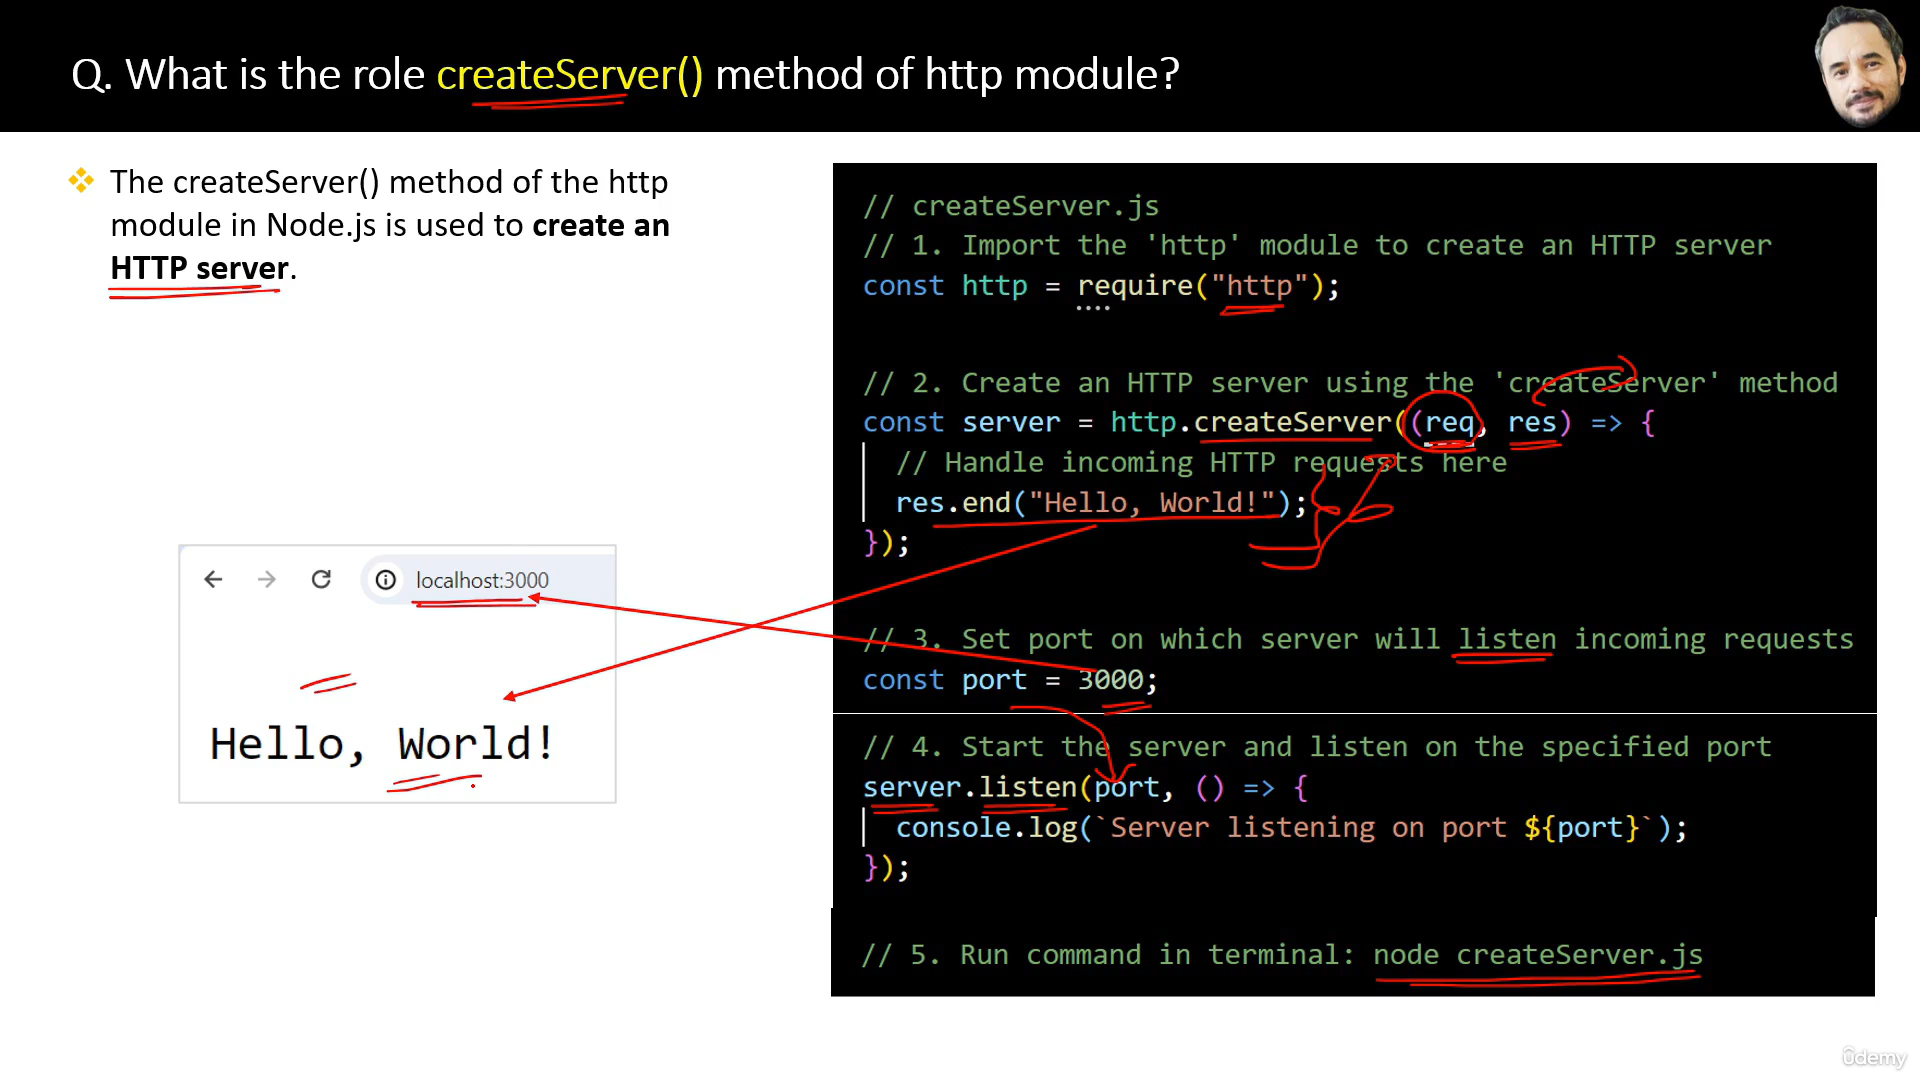 Q. What is the role createServer() method of http module?
The createServer() method of the http
module in Node.js is used to create an
HTTP server.
localhost:3000
Hello, World!
// createServer.js
// 1. Import the 'http' module to create an HTTP server
const http = require("http");
// 2. Create an HTTP server using the 'createServer' method
const server = http.createServer((req, res) => {
// Handle incoming HTTP requests here
res.end("Hello, World!");
});
// 3. Set port on which server will listen incoming requests
const port = 3000;
// 4. Start the server and listen on the specified port
server.listen(port, () => {
console.log(`Server listening on port ${port}`);
});
// 5. Run command in terminal: node createServer.js
ûdemy